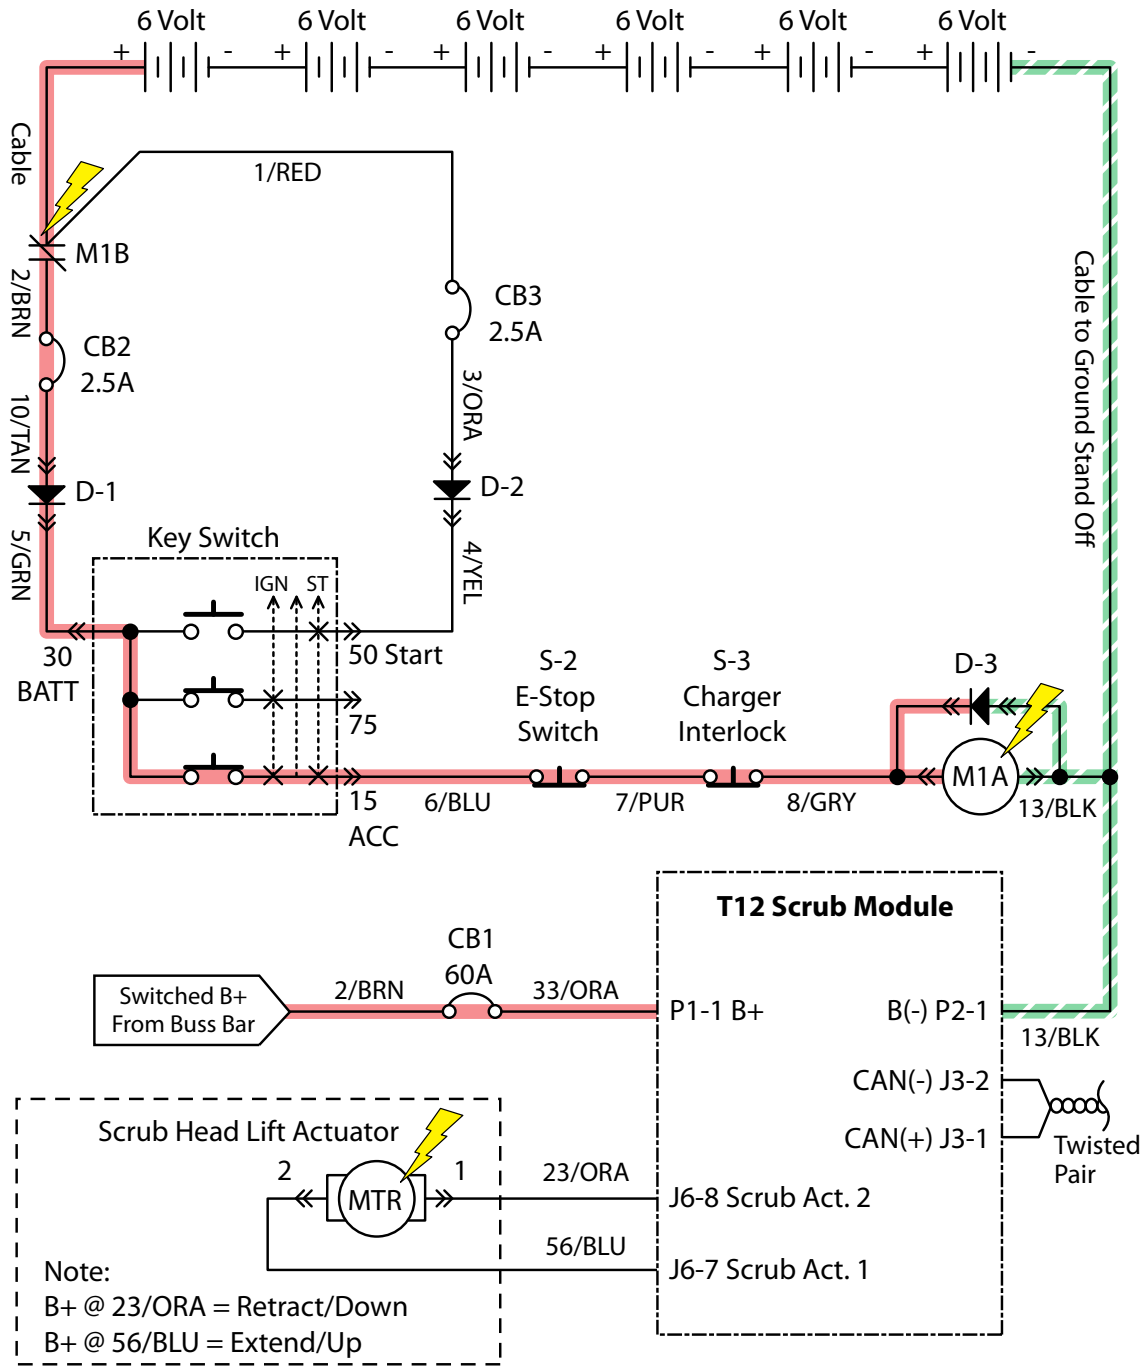 6 Volt 6 Volt 6 Volt 6 Volt 6 Volt 6 Volt
+ - + - + - + - + - + -
Cable
1/RED
M1B
2/BRN
CB2
2.5A
10/TAN
D-1
5/GRN
CB3
2.5A
3/ORA
D-2
4/YEL
Cable to Ground Stand Off
Key Switch
IGN ST
30
BATT
50 Start
75
15
ACC
S-2
E-Stop
Switch
S-3
Charger
Interlock
D-3
M1A
6/BLU
7/PUR
8/GRY
13/BLK
T12 Scrub Module
CB1
60A
Switched B+
From Buss Bar
2/BRN
33/ORA
P1-1 B+
B(-) P2-1
13/BLK
CAN(-) J3-2
CAN(+) J3-1
Twisted
Pair
Scrub Head Lift Actuator
2
MTR
1
23/ORA
J6-8 Scrub Act. 2
56/BLU
J6-7 Scrub Act. 1
Note:
B+ @ 23/ORA = Retract/Down
B+ @ 56/BLU = Extend/Up